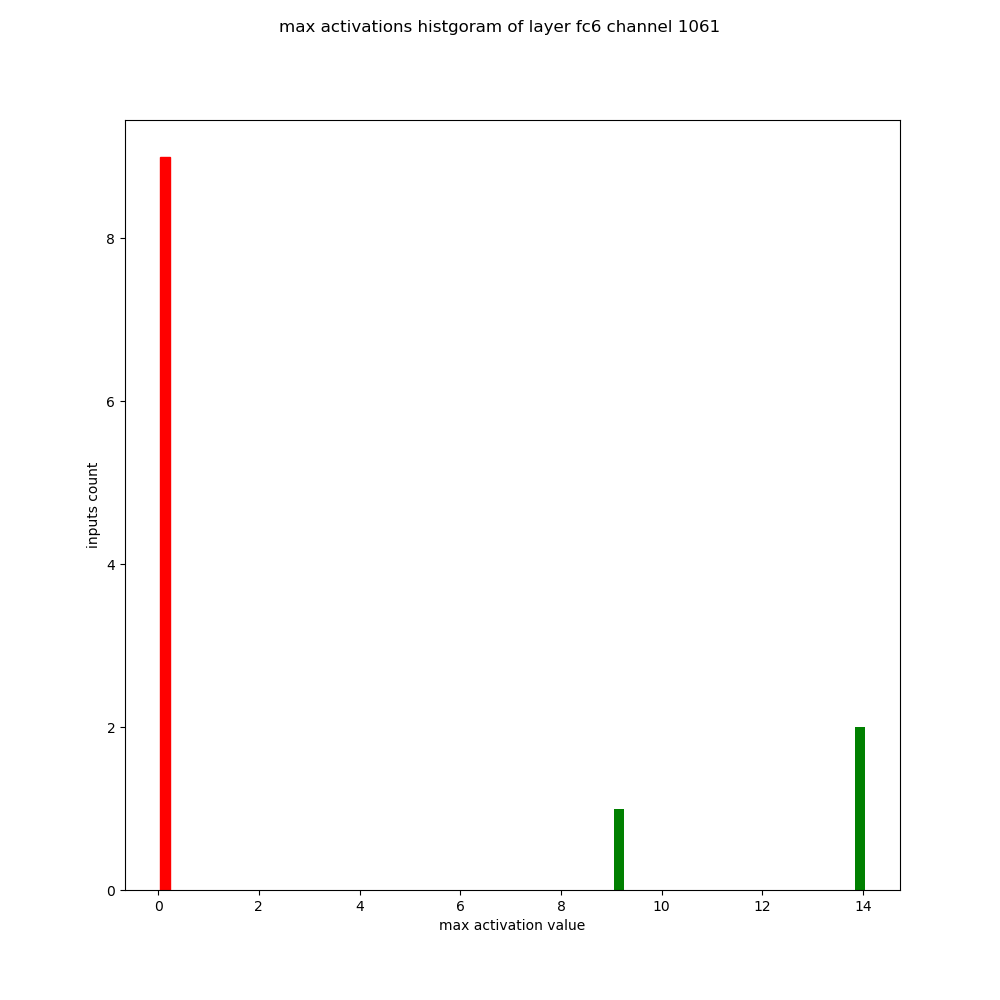 max activations histgoram of layer fc6 channel 1061
8
6
inputs count
4
2
0
0 2 4 6 8 10 12 14
max activation value